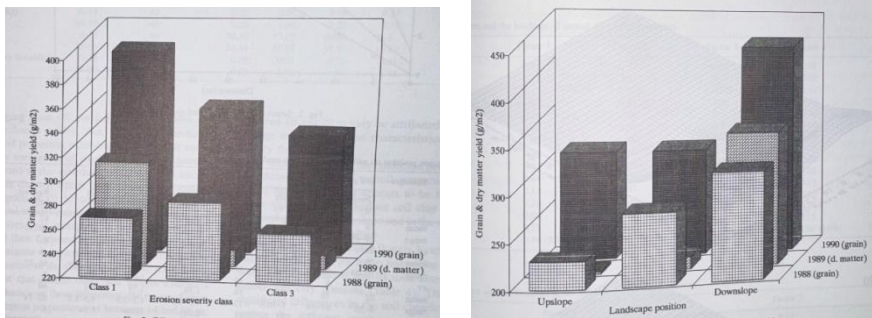 400
380
360
340
320
300
280
260
240
220
Grain & dry matter yield (g/m2)
Class 1
Class 3
Erosion severity class
1990 (grain)
1989 (d. matter)
1988 (grain)
450
400
350
300
250
200
Grain & dry matter yield (g/m2)
Upslope
Downslope
Landscape position
1990 (grain)
1989 (d. matter)
1988 (grain)